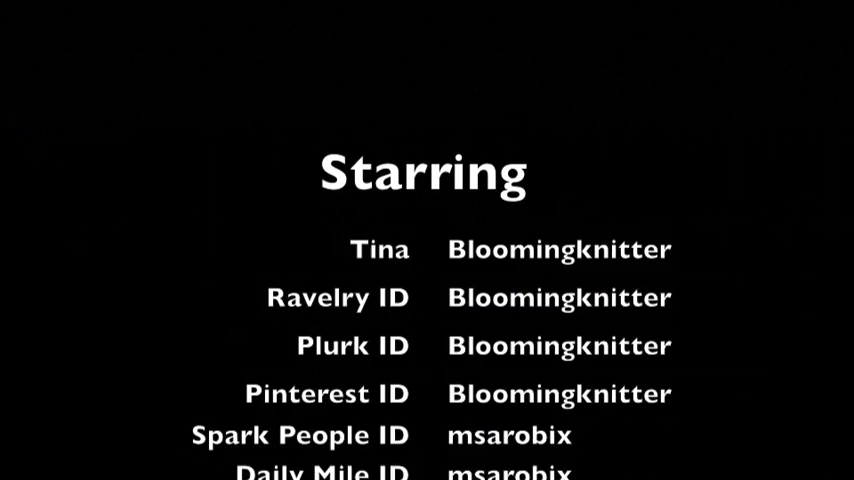 Starring
Tina Bloomingknitter
Ravelry ID Bloomingknitter
Plurk ID Bloomingknitter
Pinterest ID Bloomingknitter
Spark People ID msarobix
Daily Mile ID msarobix